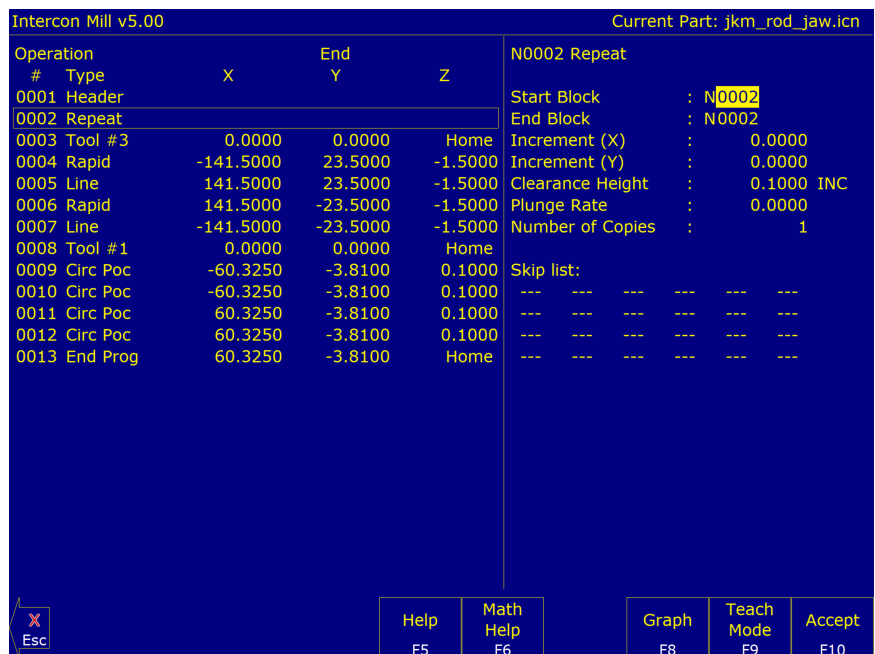 Intercon Mill v5.00 Current Part: jkm_rod_jaw.icn
Operation End
# Type X Y Z
0001 Header
0002 Repeat
0003 Tool #3 0.0000 0.0000 Home
0004 Rapid -141.5000 23.5000 -1.5000
0005 Line 141.5000 23.5000 -1.5000
0006 Rapid 141.5000 -23.5000 -1.5000
0007 Line -141.5000 -23.5000 -1.5000
0008 Tool #1 0.0000 0.0000 Home
0009 Circ Poc -60.3250 -3.8100 0.1000
0010 Circ Poc -60.3250 -3.8100 0.1000
0011 Circ Poc 60.3250 -3.8100 0.1000
0012 Circ Poc 60.3250 -3.8100 0.1000
0013 End Prog 60.3250 -3.8100 Home
N0002 Repeat
Start Block : N0002
End Block : N0002
Increment (X) : 0.0000
Increment (Y) : 0.0000
Clearance Height : 0.1000 INC
Plunge Rate : 0.0000
Number of Copies : 1
Skip list:
--- --- --- --- --- ---
--- --- --- --- --- ---
--- --- --- --- --- ---
--- --- --- --- --- ---
X
Esc
Help
F5
Math
Help
F6
Graph
F8
Teach
Mode
F9
Accept
F10